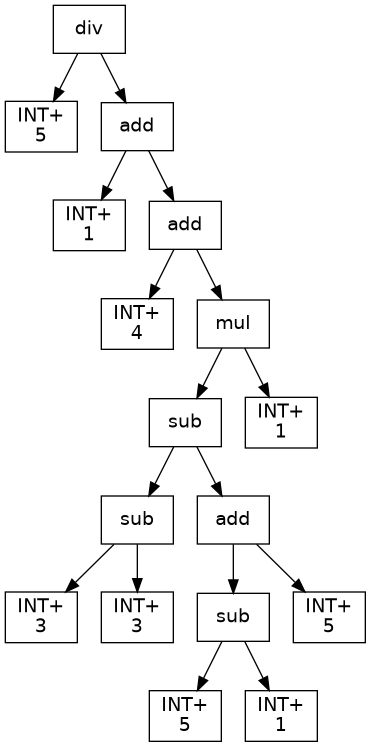 div
INT+
5
add
INT+
1
add
INT+
4
mul
sub
INT+
1
sub
add
INT+
3
INT+
3
sub
INT+
5
INT+
5
INT+
1